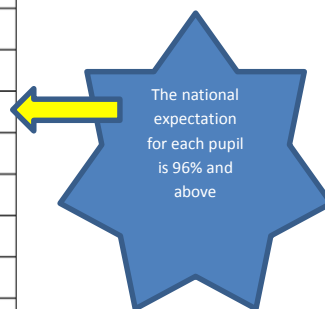 The national
expectation
for each pupil
is 96% and
above